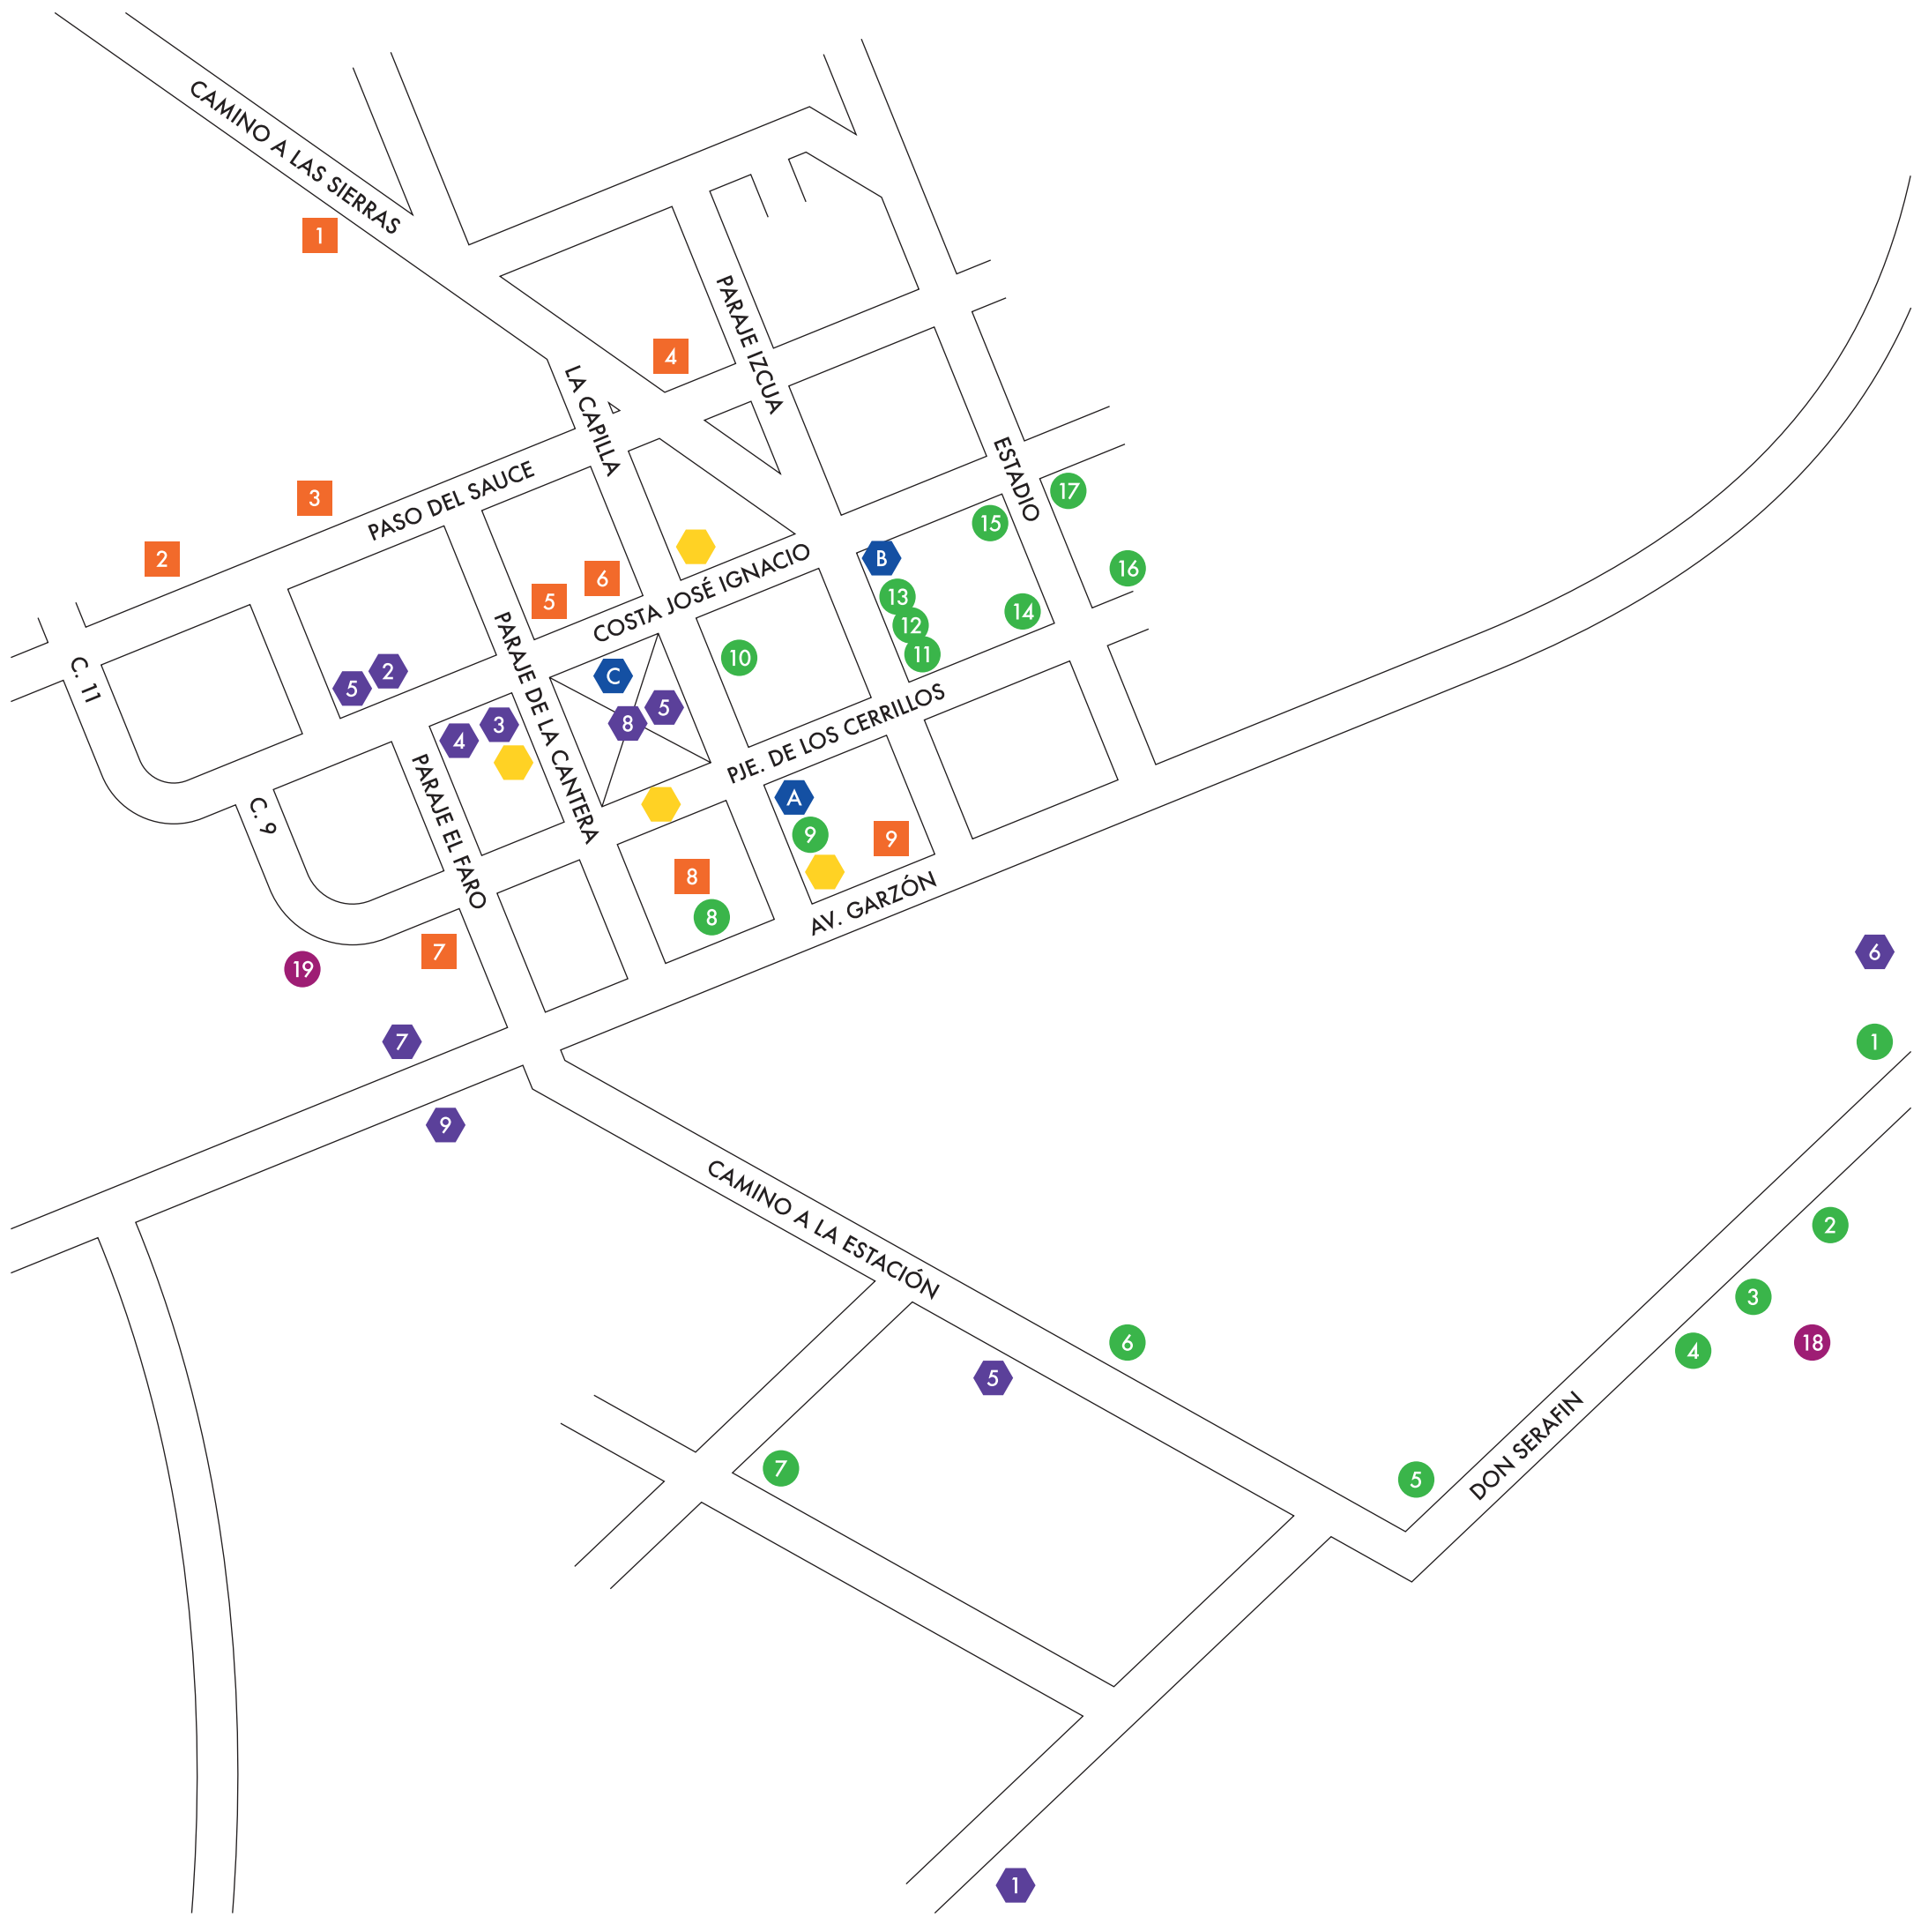 CAMINO A LAS SIERRAS
1
PARAJE IZCUA
4
LA CAPILLA
ESTADIO
PASO DEL SAUCE
3
17
15
2
B
COSTA JOSÉ IGNACIO
16
6
5
13
14
12
11
10
C. 11
5
2
PARAJE DE LA CANTERA
C
5
8
3
4
PJE. DE LOS CERRILLOS
A
C. 9
PARAJE EL FARO
9
9
8
8
AV. GARZÓN
7
19
6
7
1
9
CAMINO A LA ESTACIÓN
2
3
6
4
18
5
DON SERAFIN
7
5
1